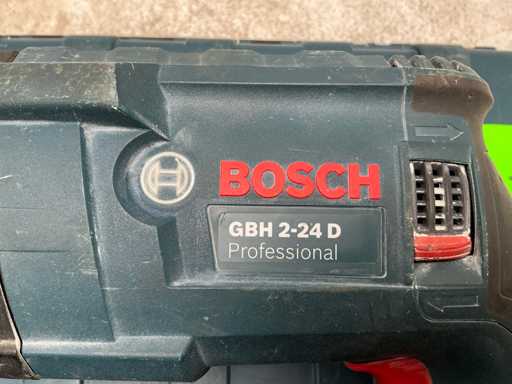 BOSCH
GBH 2-24 D
Professional